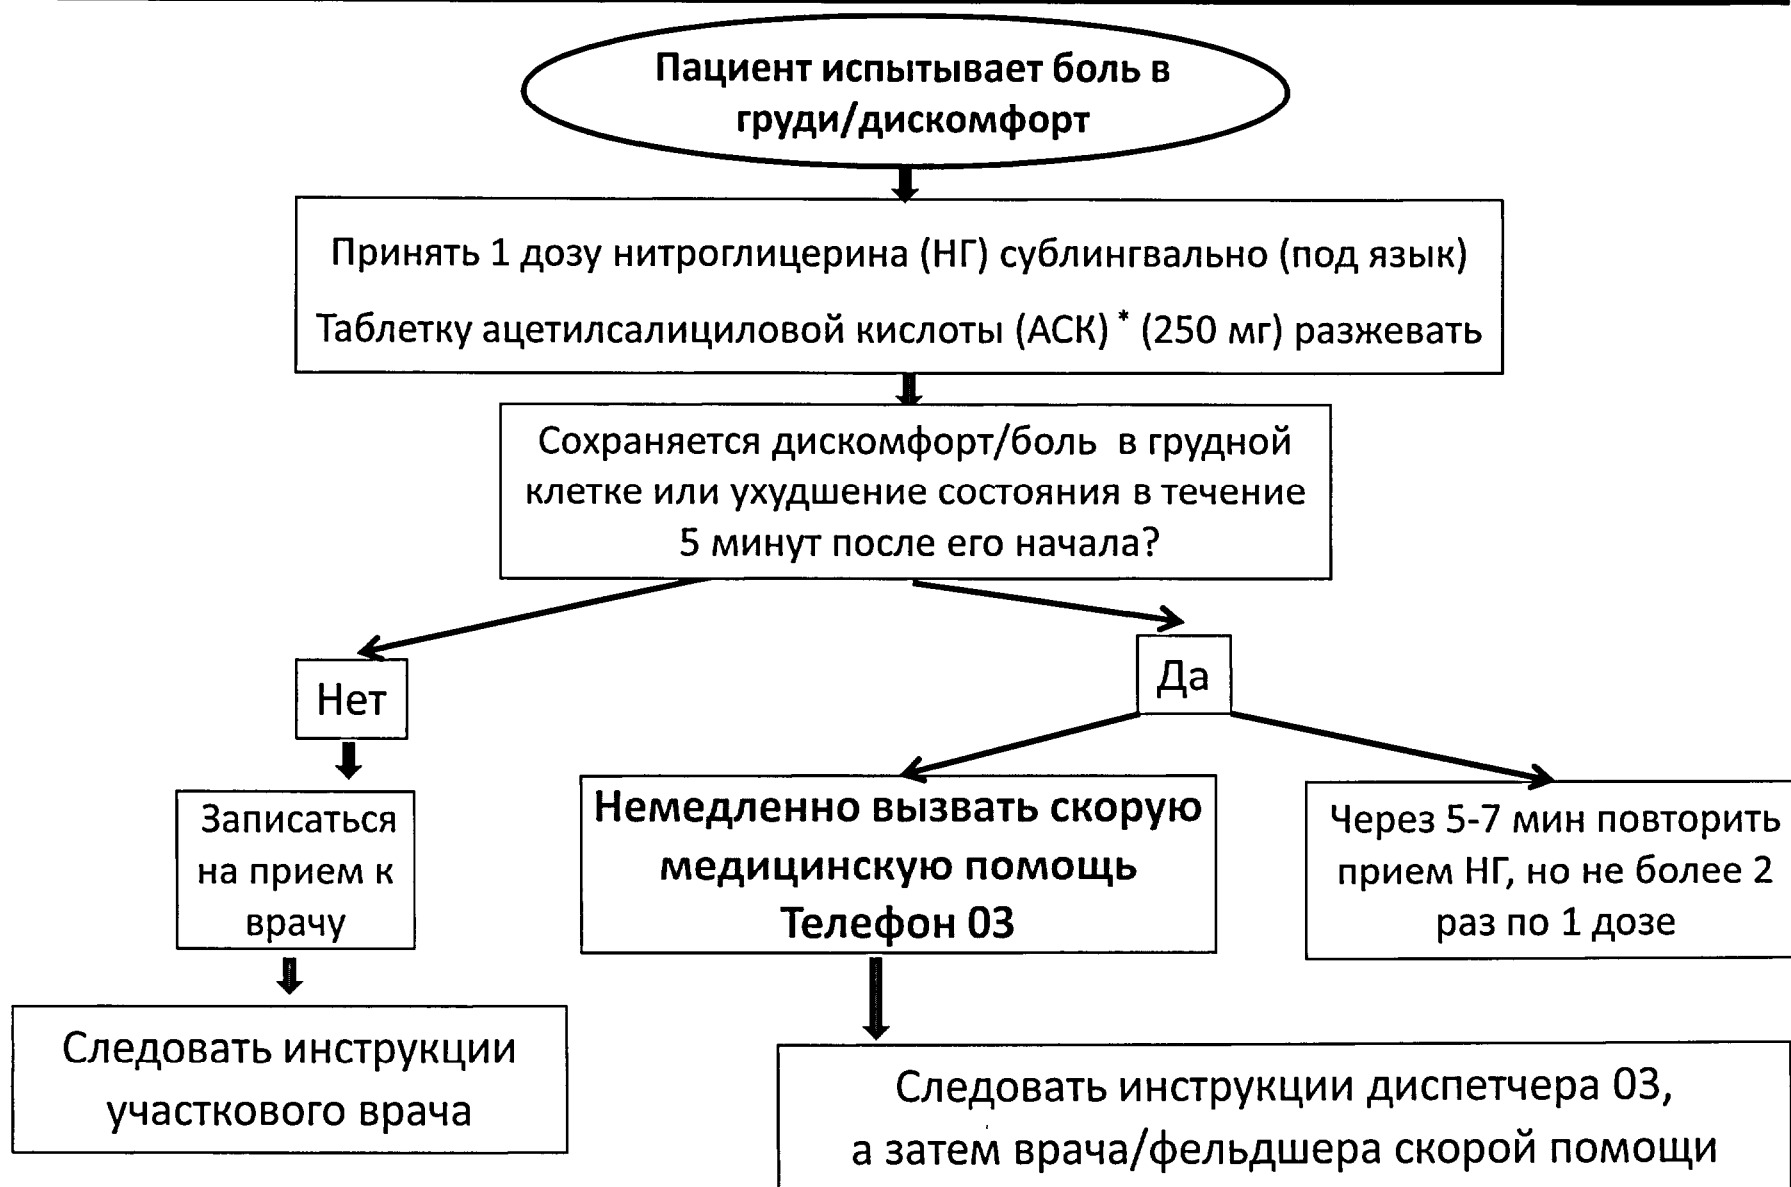 Пациент испытывает боль в
груди/дискомфорт
Принять 1 дозу нитроглицерина (НГ) сублингвально (под язык)
Таблетку ацетилсалициловой кислоты (АСК) * (250 мг) разжевать
Сохраняется дискомфорт/боль в грудной
клетке или ухудшение состояния в течение
5 минут после его начала?
Нет
Да
Записаться
на прием к
врачу
Немедленно вызвать скорую
медицинскую помощь
Телефон 03
Через 5-7 мин повторить
прием НГ, но не более 2
раз по 1 дозе
Следовать инструкции
участкового врача
Следовать инструкции диспетчера 03,
а затем врача/фельдшера скорой помощи